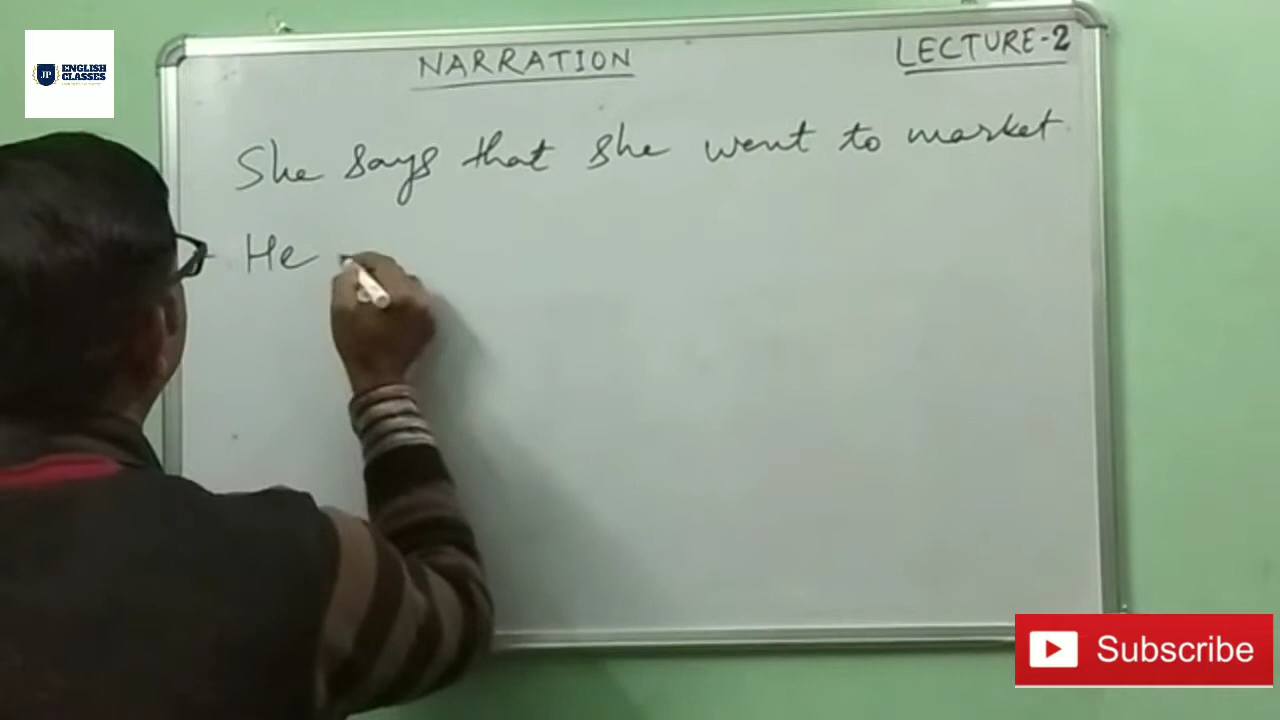 JP ENGLISH CLASSES
NARRATION
LECTURE-2
She says that she went to market.
He
Subscribe